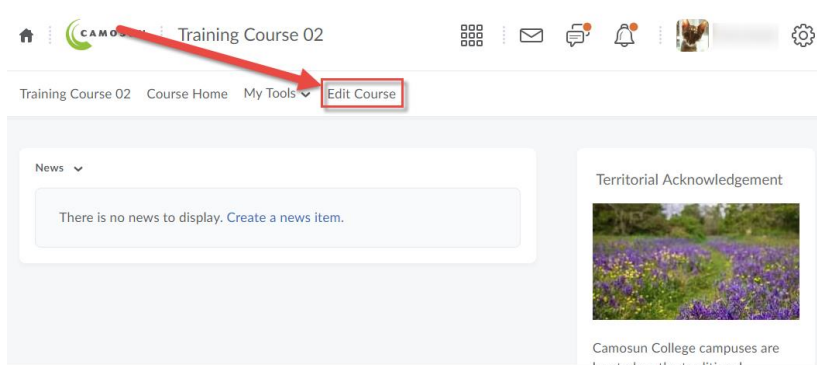 CAMOSUN Training Course 02
Training Course 02 Course Home My Tools Edit Course
News
There is no news to display. Create a news item.
Territorial Acknowledgement
Camosun College campuses are